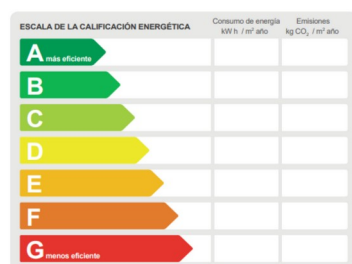 ESCALA DE LA CALIFICACIÓN ENERGÉTICA
Consumo de energía
kW h / m² año
Emisiones
kg CO₂ / m² año
A más eficiente
B
C
D
E
F
G menos eficiente